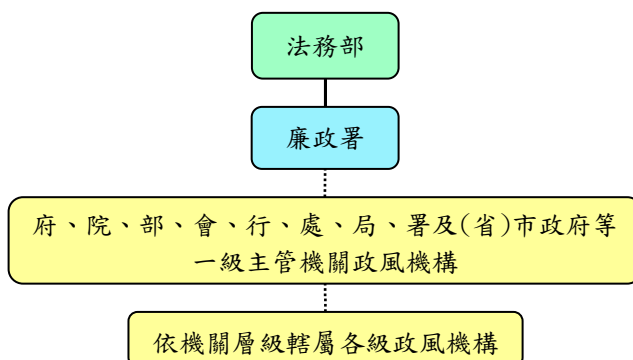 法務部
廉政署
府、院、部、會、行、處、局、署及(省)市政府等
一級主管機關政風機構
依機關層級轄屬各級政風機構